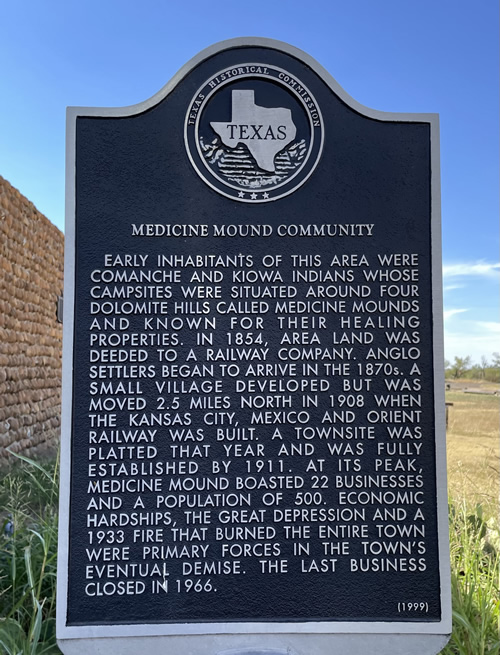 TEXAS HISTORICAL COMMISSION
TEXAS
MEDICINE MOUND COMMUNITY
EARLY INHABITANTS OF THIS AREA WERE
COMANCHE AND KIOWA INDIANS WHOSE
CAMPSITES WERE SITUATED AROUND FOUR
DOLOMITE HILLS CALLED MEDICINE MOUNDS
AND KNOWN FOR THEIR HEALING
PROPERTIES. IN 1854, AREA LAND WAS
DEEDED TO A RAILWAY COMPANY. ANGLO
SETTLERS BEGAN TO ARRIVE IN THE 1870s. A
SMALL VILLAGE DEVELOPED BUT WAS
MOVED 2.5 MILES NORTH IN 1908 WHEN
THE KANSAS CITY, MEXICO AND ORIENT
RAILWAY WAS BUILT. A TOWNSITE WAS
PLATTED THAT YEAR AND WAS FULLY
ESTABLISHED BY 1911. AT ITS PEAK,
MEDICINE MOUND BOASTED 22 BUSINESSES
AND A POPULATION OF 500. ECONOMIC
HARDSHIPS, THE GREAT DEPRESSION AND A
1933 FIRE THAT BURNED THE ENTIRE TOWN
WERE PRIMARY FORCES IN THE TOWN'S
EVENTUAL DEMISE. THE LAST BUSINESS
CLOSED IN 1966.
(1999)